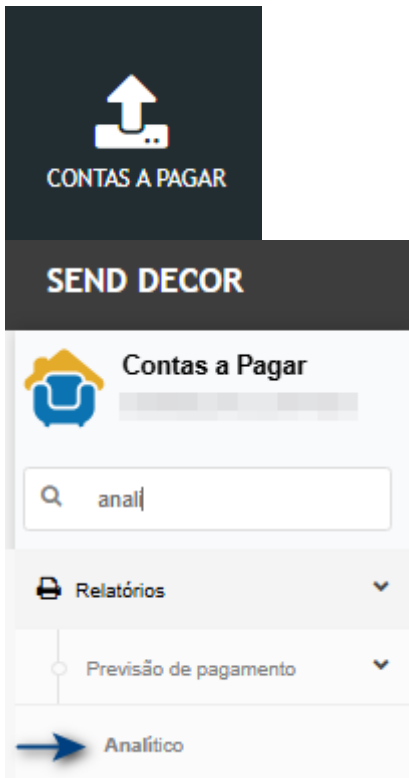 CONTAS A PAGAR
SEND DECOR
Contas a Pagar
anali
Relatórios
Previsão de pagamento
Analítico